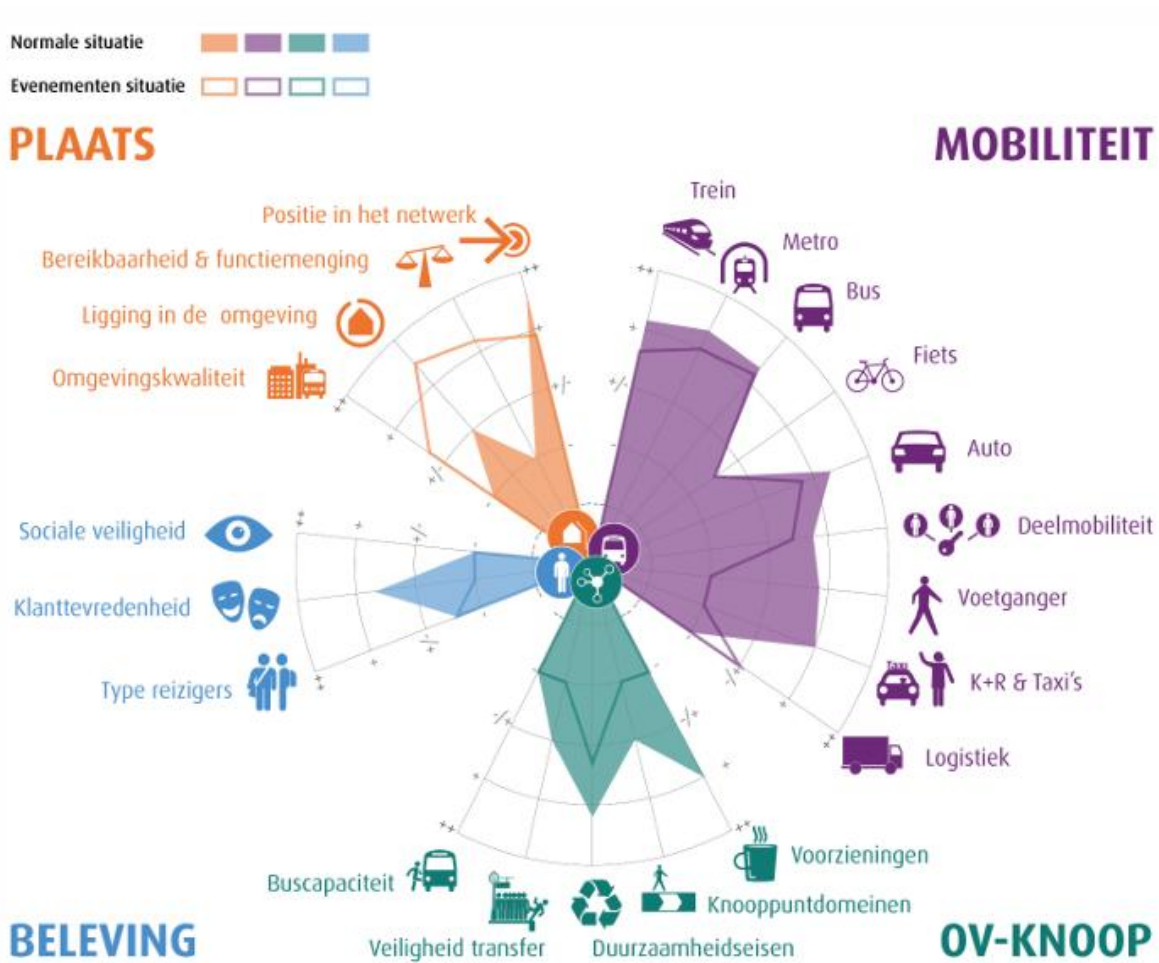 Normale situatie
Evenementen situatie
PLAATS
MOBILITEIT
Positie in het netwerk
Bereikbaarheid & functiemenging
Ligging in de omgeving
Omgevingskwaliteit
Trein
Metro
Bus
Fiets
Auto
Deelmobiliteit
Voetganger
Taxi
K+R & Taxi's
Logistiek
++
+
+/-
-
++
+
+/-
++
+
+/-
-
+/-
+
++
Sociale veiligheid
Klanttevredenheid
Type reizigers
++
+
+/-
-
-
+/-
+
++
+/-
+
++
+/-
+
++
Voorzieningen
Knooppuntdomeinen
Duurzaamheidseisen
Veiligheid transfer
Buscapaciteit
BELEVING
OV-KNOOP